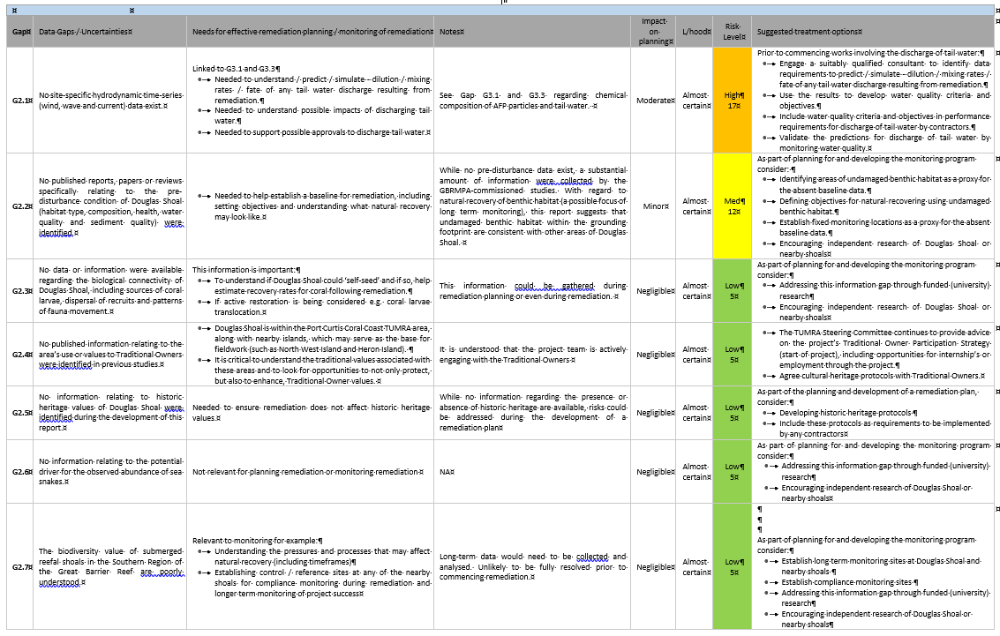 Gap
Data Gaps / Uncertainties
Needs for effective remediation planning / monitoring of remediation
Notes
Impact
on
planning
L/hood
Risk
Level
Suggested treatment options
G2.1
No site-specific hydrodynamic time-series
(wind, wave and current) data exist.
Linked to G3.1 and G3.3
Needed to understand / predict / simulate – dilution / mixing
rates / fate of any tail water discharge resulting from
remediation.
Needed to understand possible impacts of discharging tail
water.
Needed to support possible approvals to discharge tail water.
See Gap G3.1 and G3.3 regarding chemical
composition of AFP particles and tail water.
Moderate
Almost
certain
High
17
Prior to commencing works involving the discharge of tail water:
Engage a suitably qualified consultant to identify data
requirements to predict / simulate – dilution / mixing rates /
fate of any tail water discharge resulting from remediation.
Use the results to develop water quality criteria and
objectives.
Include water quality criteria and objectives in performance
requirements for discharge of tail water by contractors.
Validate the predictions for discharge of tail water by
monitoring water quality.
G2.2
No published reports, papers or reviews
specifically relating to the pre-
disturbance condition of Douglas Shoal
(habitat type, composition, health, water
quality and sediment quality) were
identified.
Needed to help establish a baseline for remediation, including
setting objectives and understanding what natural recovery
may look like.
While no pre-disturbance data exist, a substantial
amount of information were collected by the
GBRMPA-commissioned studies. With regard to
natural recovery of benthic habitat (a possible focus of
long term monitoring), this report suggests that
undamaged benthic habitat within the grounding
footprint are consistent with other areas of Douglas
Shoal.
Minor
Almost
certain
Med
12
As part of planning for and developing the monitoring program
consider:
Identifying areas of undamaged benthic habitat as a proxy for
the absent baseline data.
Defining objectives for natural recovering using undamaged
benthic habitat.
Establish fixed monitoring locations as a proxy for the absent
baseline data.
Encouraging independent research of Douglas Shoal or
nearby shoals
G2.3
No data or information were available
regarding the biological connectivity of
Douglas Shoal, including sources of coral
larvae, dispersal of recruits and patterns
of fauna movement.
This information is important:
To understand if Douglas Shoal could 'self-seed' and if so, help
estimate recovery rates for coral following remediation.
If active restoration is being considered e.g. coral larvae
translocation.
This information could be gathered during
remediation planning or even during remediation.
Negligible
Almost
certain
Low
5
As part of planning for and developing the monitoring program
consider:
Addressing this information gap through funded (university)
research
Encouraging independent research of Douglas Shoal or
nearby shoals
G2.4
No published information relating to the
area's use or values to Traditional Owners
were identified in previous studies.
Douglas Shoal is within the Port Curtis Coral Coast TUMRA area,
along with nearby islands, which may serve as the base for
fieldwork (such as North West Island and Heron Island).
It is critical to understand the traditional values associated with
these areas and to look for opportunities to not only protect,
but also to enhance, Traditional Owner values.
It is understood that the project team is actively
engaging with the Traditional Owners
Negligible
Almost
certain
Low
5
The TUMRA Steering Committee continues to provide advice
on the project's Traditional Owner Participation Strategy
(start of project), including opportunities for internship's or
employment through the project.
Agree cultural heritage protocols with Traditional Owners.
G2.5
No information relating to historic
heritage values of Douglas Shoal were
identified during the development of this
report.
Needed to ensure remediation does not affect historic heritage
values.
While no information regarding the presence or
absence of historic heritage are available, risks could
be addressed during the development of a
remediation plan
Negligible
Almost
certain
Low
5
As part of the planning and development of a remediation plan,
consider:
Developing historic heritage protocols
Include these protocols as requirements to be implemented
by any contractors
G2.6
No information relating to the potential
driver for the observed abundance of sea
snakes.
Not relevant for planning remediation or monitoring remediation
NA
Negligible
Almost
certain
Low
5
As part of planning for and developing the monitoring program
consider:
Addressing this information gap through funded (university)
research
Encouraging independent research of Douglas Shoal or
nearby shoals
G2.7
The biodiversity value of submerged
reefal shoals in the Southern Region of
the Great Barrier Reef are poorly
understood.
Relevant to monitoring for example:
Understanding the pressures and processes that may affect
natural recovery (including timeframes)
Establishing control / reference sites at any of the nearby
shoals for compliance monitoring during remediation and
longer term monitoring of project success
Long-term data would need to be collected and
analysed. Unlikely to be fully resolved prior to
commencing remediation.
Negligible
Almost
certain
Low
5
As part of planning for and developing the monitoring program
consider:
Establish long-term monitoring sites at Douglas Shoal and
nearby shoals
Establish compliance monitoring sites
Addressing this information gap through funded (university)
research
Encouraging independent research of Douglas Shoal or
nearby shoals